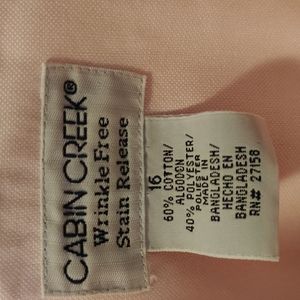 CABIN CREEK®
Wrinkle Free
Stain Release
16
60% COTTON/
ALGODON
40% POLYESTER/
POLIESTER
MADE IN
BANGLADESH/
HECHO EN
BANGLADESH
RN# 27158